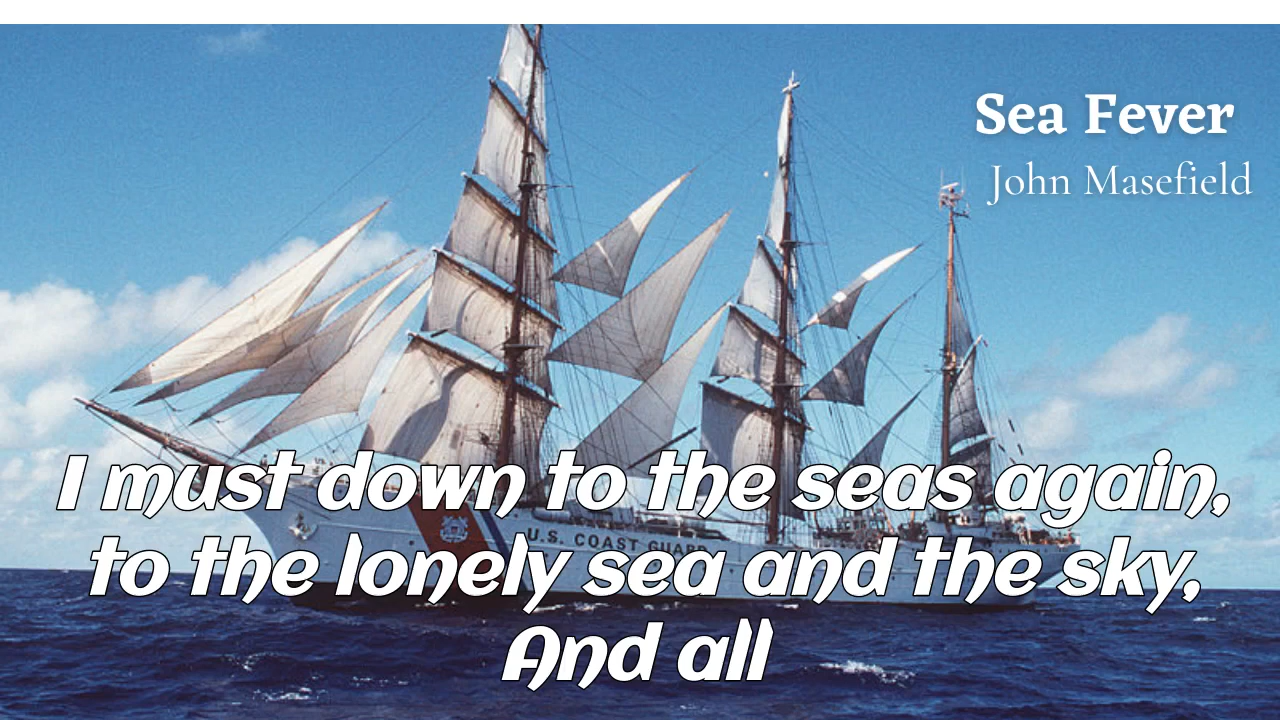 Sea Fever
John Masefield
I must down to the seas again,
to the lonely sea and the sky,
And all
U.S. COAST GUARD